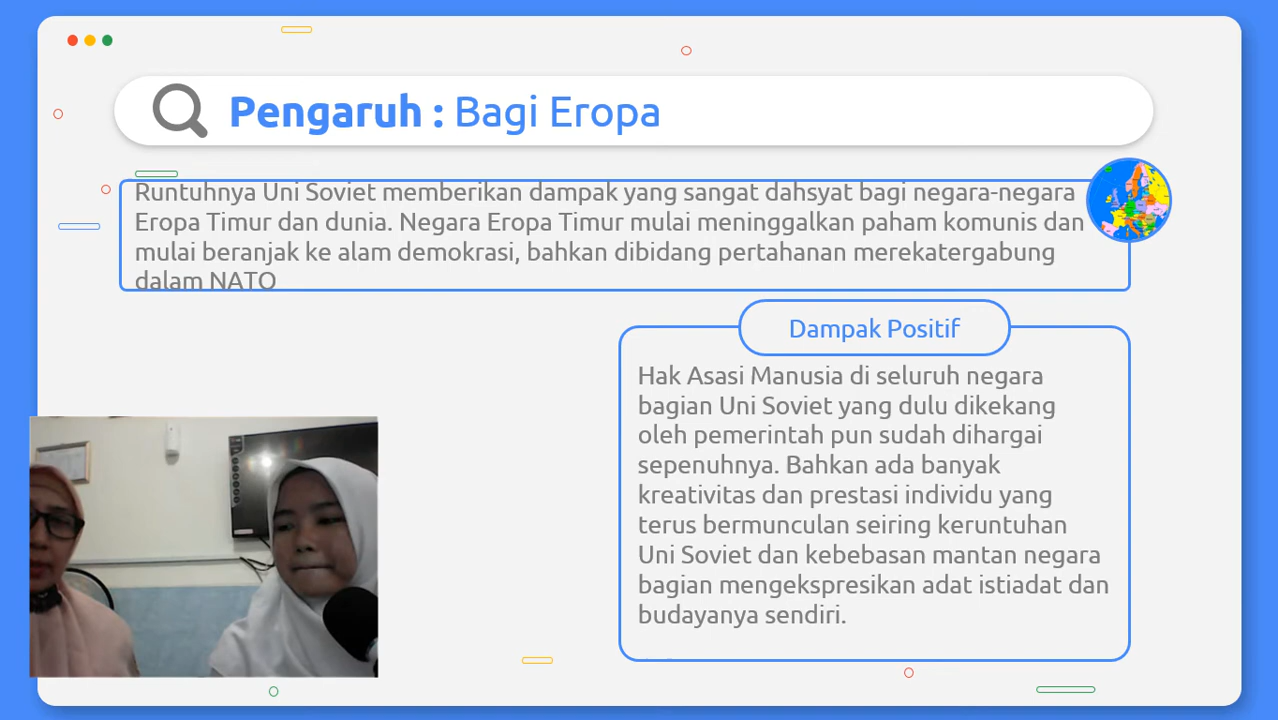 Pengaruh : Bagi Eropa
Runtuhnya Uni Soviet memberikan dampak yang sangat dahsyat bagi negara-negara
Eropa Timur dan dunia. Negara Eropa Timur mulai meninggalkan paham komunis dan
mulai beranjak ke alam demokrasi, bahkan dibidang pertahanan merekatergabung
dalam NATO
Dampak Positif
Hak Asasi Manusia di seluruh negara
bagian Uni Soviet yang dulu dikekang
oleh pemerintah pun sudah dihargai
sepenuhnya. Bahkan ada banyak
kreativitas dan prestasi individu yang
terus bermunculan seiring keruntuhan
Uni Soviet dan kebebasan mantan negara
bagian mengekspresikan adat istiadat dan
budayanya sendiri.